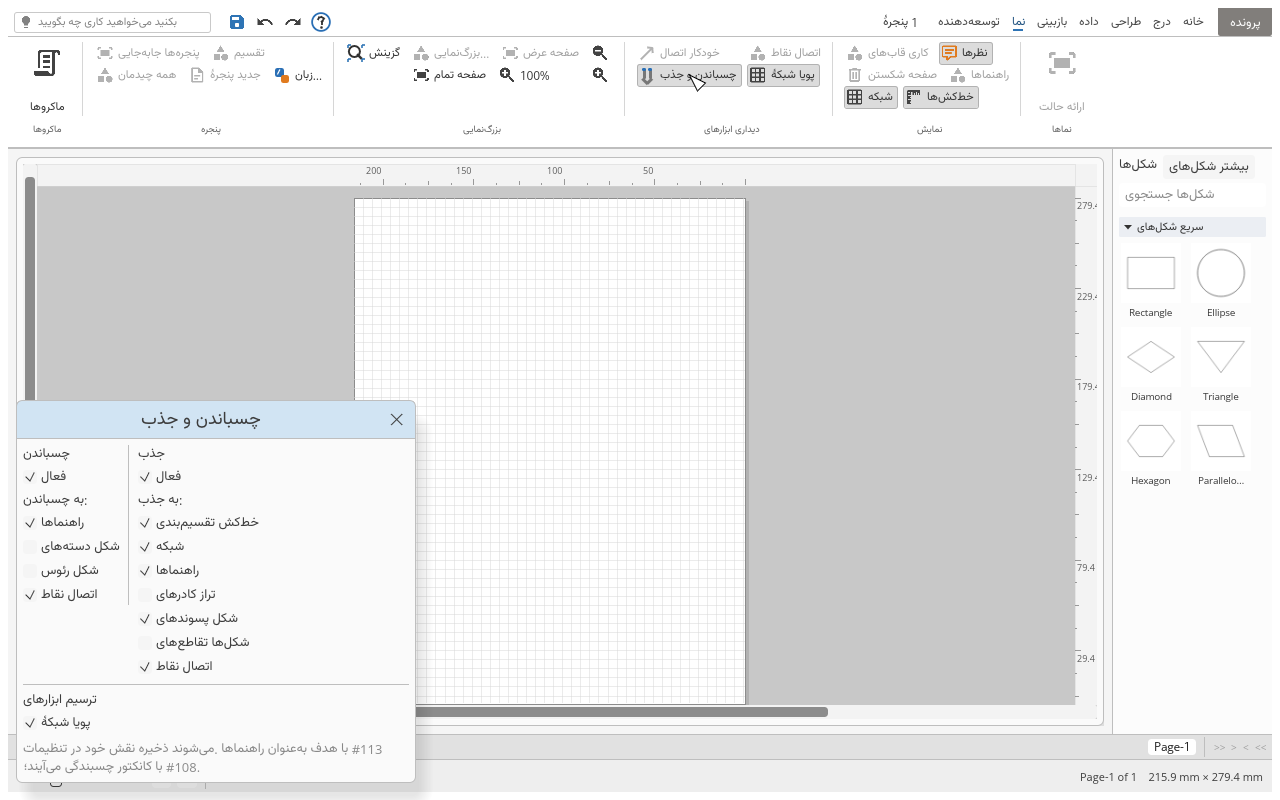 پرونده
خانه
درج
طراحی
داده
بازبینی
نما
توسعه‌دهنده
1 پنجرهٔ
بکنید می‌خواهید کاری چه بگویید
ارائه حالت
نماها
کاری قاب‌های
نظرها
صفحه شکستن
راهنماها
شبکه
خط‌کش‌ها
نمایش
خودکار اتصال
اتصال نقاط
چسباندن و جذب
پویا شبکهٔ
دیداری ابزارهای
گزینش
بزرگ‌نمایی...
صفحه عرض
صفحه تمام
100%
بزرگ‌نمایی
پنجره‌ها جابه‌جایی
تقسیم
همه چیدمان
جدید پنجرهٔ
زبان...
پنجره
ماکروها
ماکروها
200
150
100
50
279.4
229.4
179.4
129.4
79.4
29.4
شکل‌ها
بیشتر شکل‌های
شکل‌ها جستجوی
سریع شکل‌های
Rectangle
Ellipse
Diamond
Triangle
Hexagon
Parallelo...
چسباندن و جذب
چسباندن
فعال
به چسباندن:
راهنماها
شکل دسته‌های
شکل رئوس
اتصال نقاط
جذب
فعال
به جذب:
خط‌کش تقسیم‌بندی
شبکه
راهنماها
تراز کادرهای
شکل پسوندهای
شکل‌ها تقاطع‌های
اتصال نقاط
ترسیم ابزارهای
پویا شبکهٔ
#113 با هدف به‌عنوان راهنماها .می‌شوند ذخیره نقش خود در تنظیمات
#108. با کانکتور چسبندگی می‌آیند؛
Page-1
>> > < <<
Page-1 of 1
215.9 mm × 279.4 mm